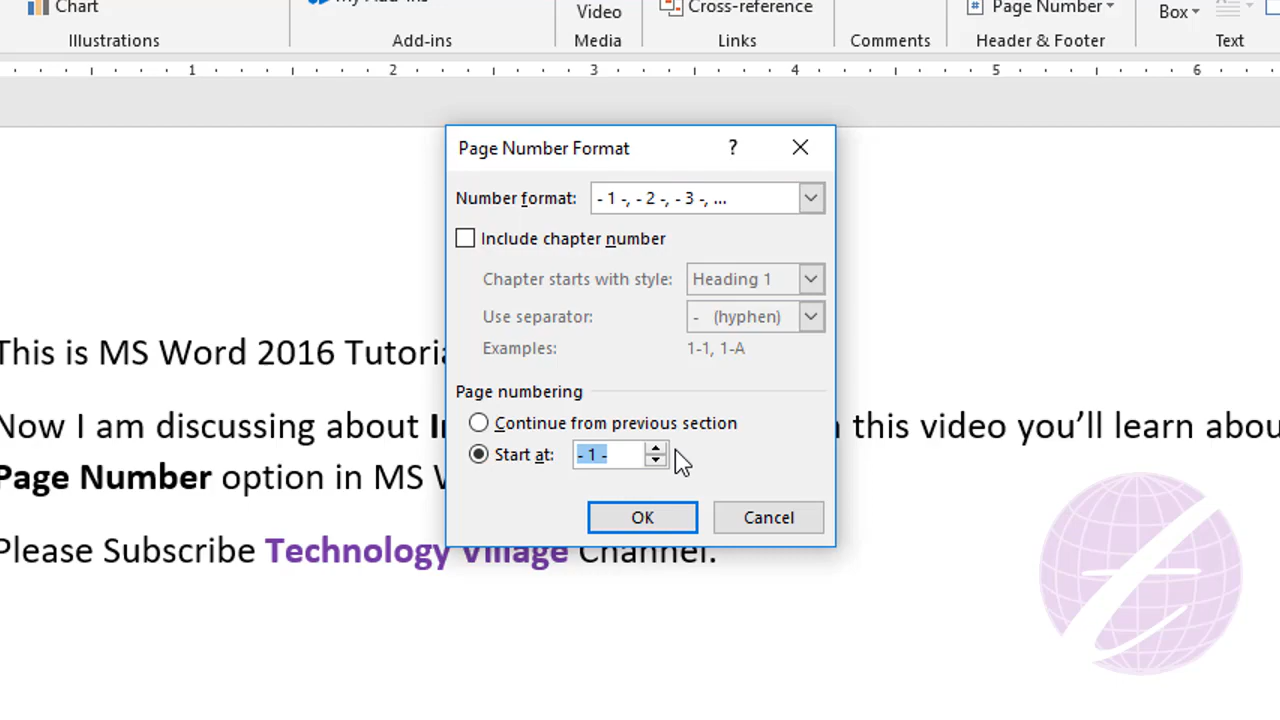 Chart
Video
Cross-reference
Page Number
Box
Illustrations
Add-ins
Media
Links
Comments
Header & Footer
Text
1 2 3 4 5 6
Page Number Format ?
Number format: - 1 -, - 2 -, - 3 -, ...
Include chapter number
Chapter starts with style: Heading 1
Use separator: - (hyphen)
Examples: 1-1, 1-A
Page numbering
Continue from previous section
Start at: - 1 -
OK Cancel
This is MS Word 2016
Now I am discussing about this video you'll learn
Page Number option in MS
Please Subscribe Technology Village Channel.